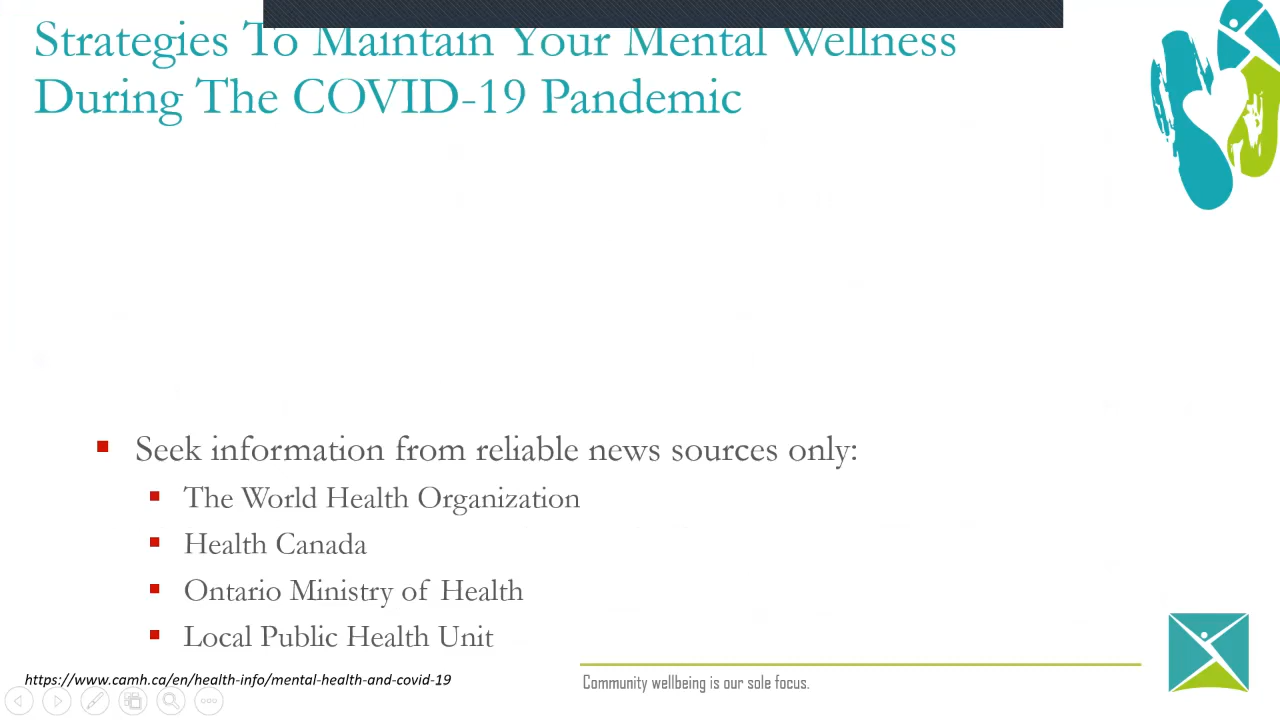 Strategies To Maintain Your Mental Wellness
During The COVID-19 Pandemic
Seek information from reliable news sources only:
The World Health Organization
Health Canada
Ontario Ministry of Health
Local Public Health Unit
https://www.camh.ca/en/health-info/mental-health-and-covid-19
Community wellbeing is our sole focus.